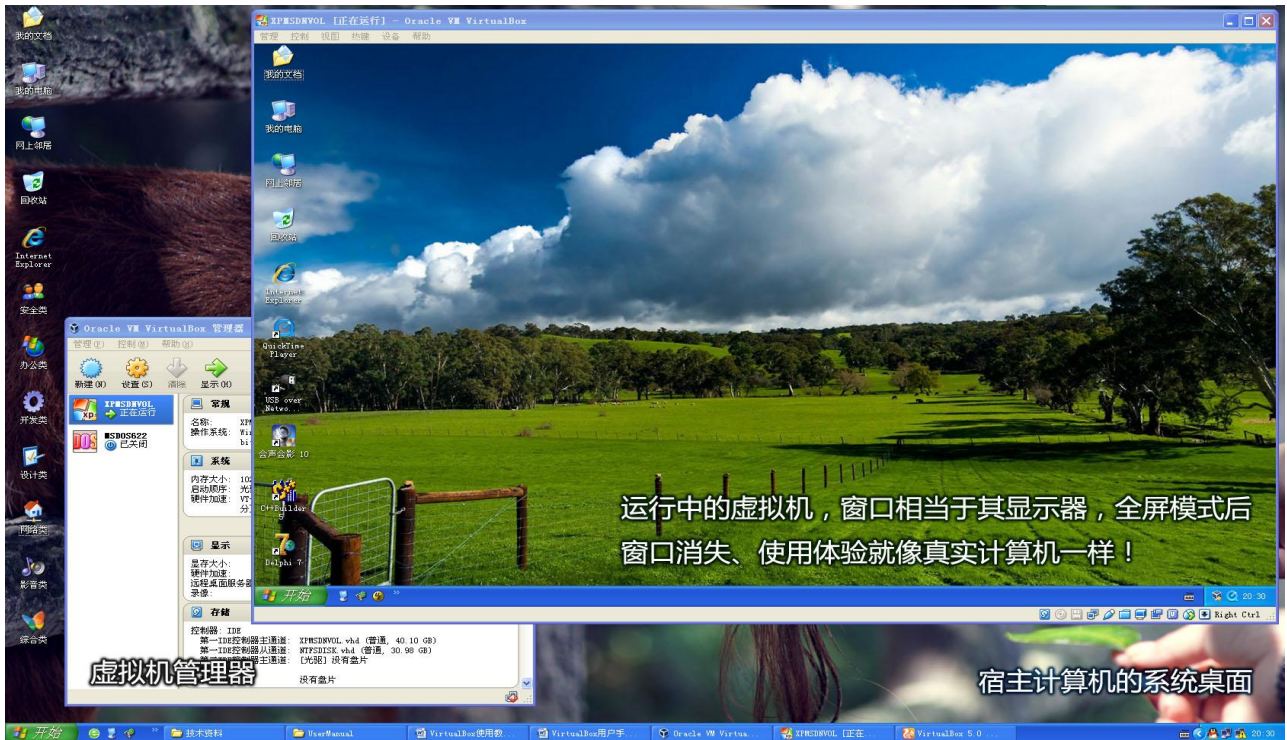 我的文档
我的电脑
网上邻居
回收站
Internet
Explorer
安全类
办公类
开发类
设计类
网络类
影音类
综合类
XPMSDNVOL [正在运行] - Oracle VM VirtualBox
管理 控制 视图 热键 设备 帮助
我的文档
我的电脑
网上邻居
回收站
Internet
Explorer
QuickTime
Player
USB over
Netwo...
会声会影 10
C++Builder
5
Delphi 7
运行中的虚拟机，窗口相当于其显示器，全屏模式后
窗口消失、使用体验就像真实计算机一样！
开始
20:30
Right Ctrl
Oracle VM VirtualBox 管理器
管理(F) 控制(M) 帮助(H)
新建(N) 设置(S) 清除 显示(H)
XPMSDNVOL
正在运行
MSDOS622
已关闭
常规
名称:
操作系统:
系统
内存大小:
启动顺序:
硬件加速:
显示
显存大小:
硬件加速:
远程桌面服务器
录像:
存储
控制器: IDE
第一IDE控制器主通道: XPMSDNVOL.vhd (普通, 40.10 GB)
第一IDE控制器从通道: NTFSDISK.vhd (普通, 30.98 GB)
[光驱] 没有盘片
没有盘片
虚拟机管理器
宿主计算机的系统桌面
开始
技术资料
UserManual
VirtualBox使用教...
VirtualBox用户手...
Oracle VM Virtua...
XPMSDNVOL [正在...
VirtualBox 5.0 ...
20:30